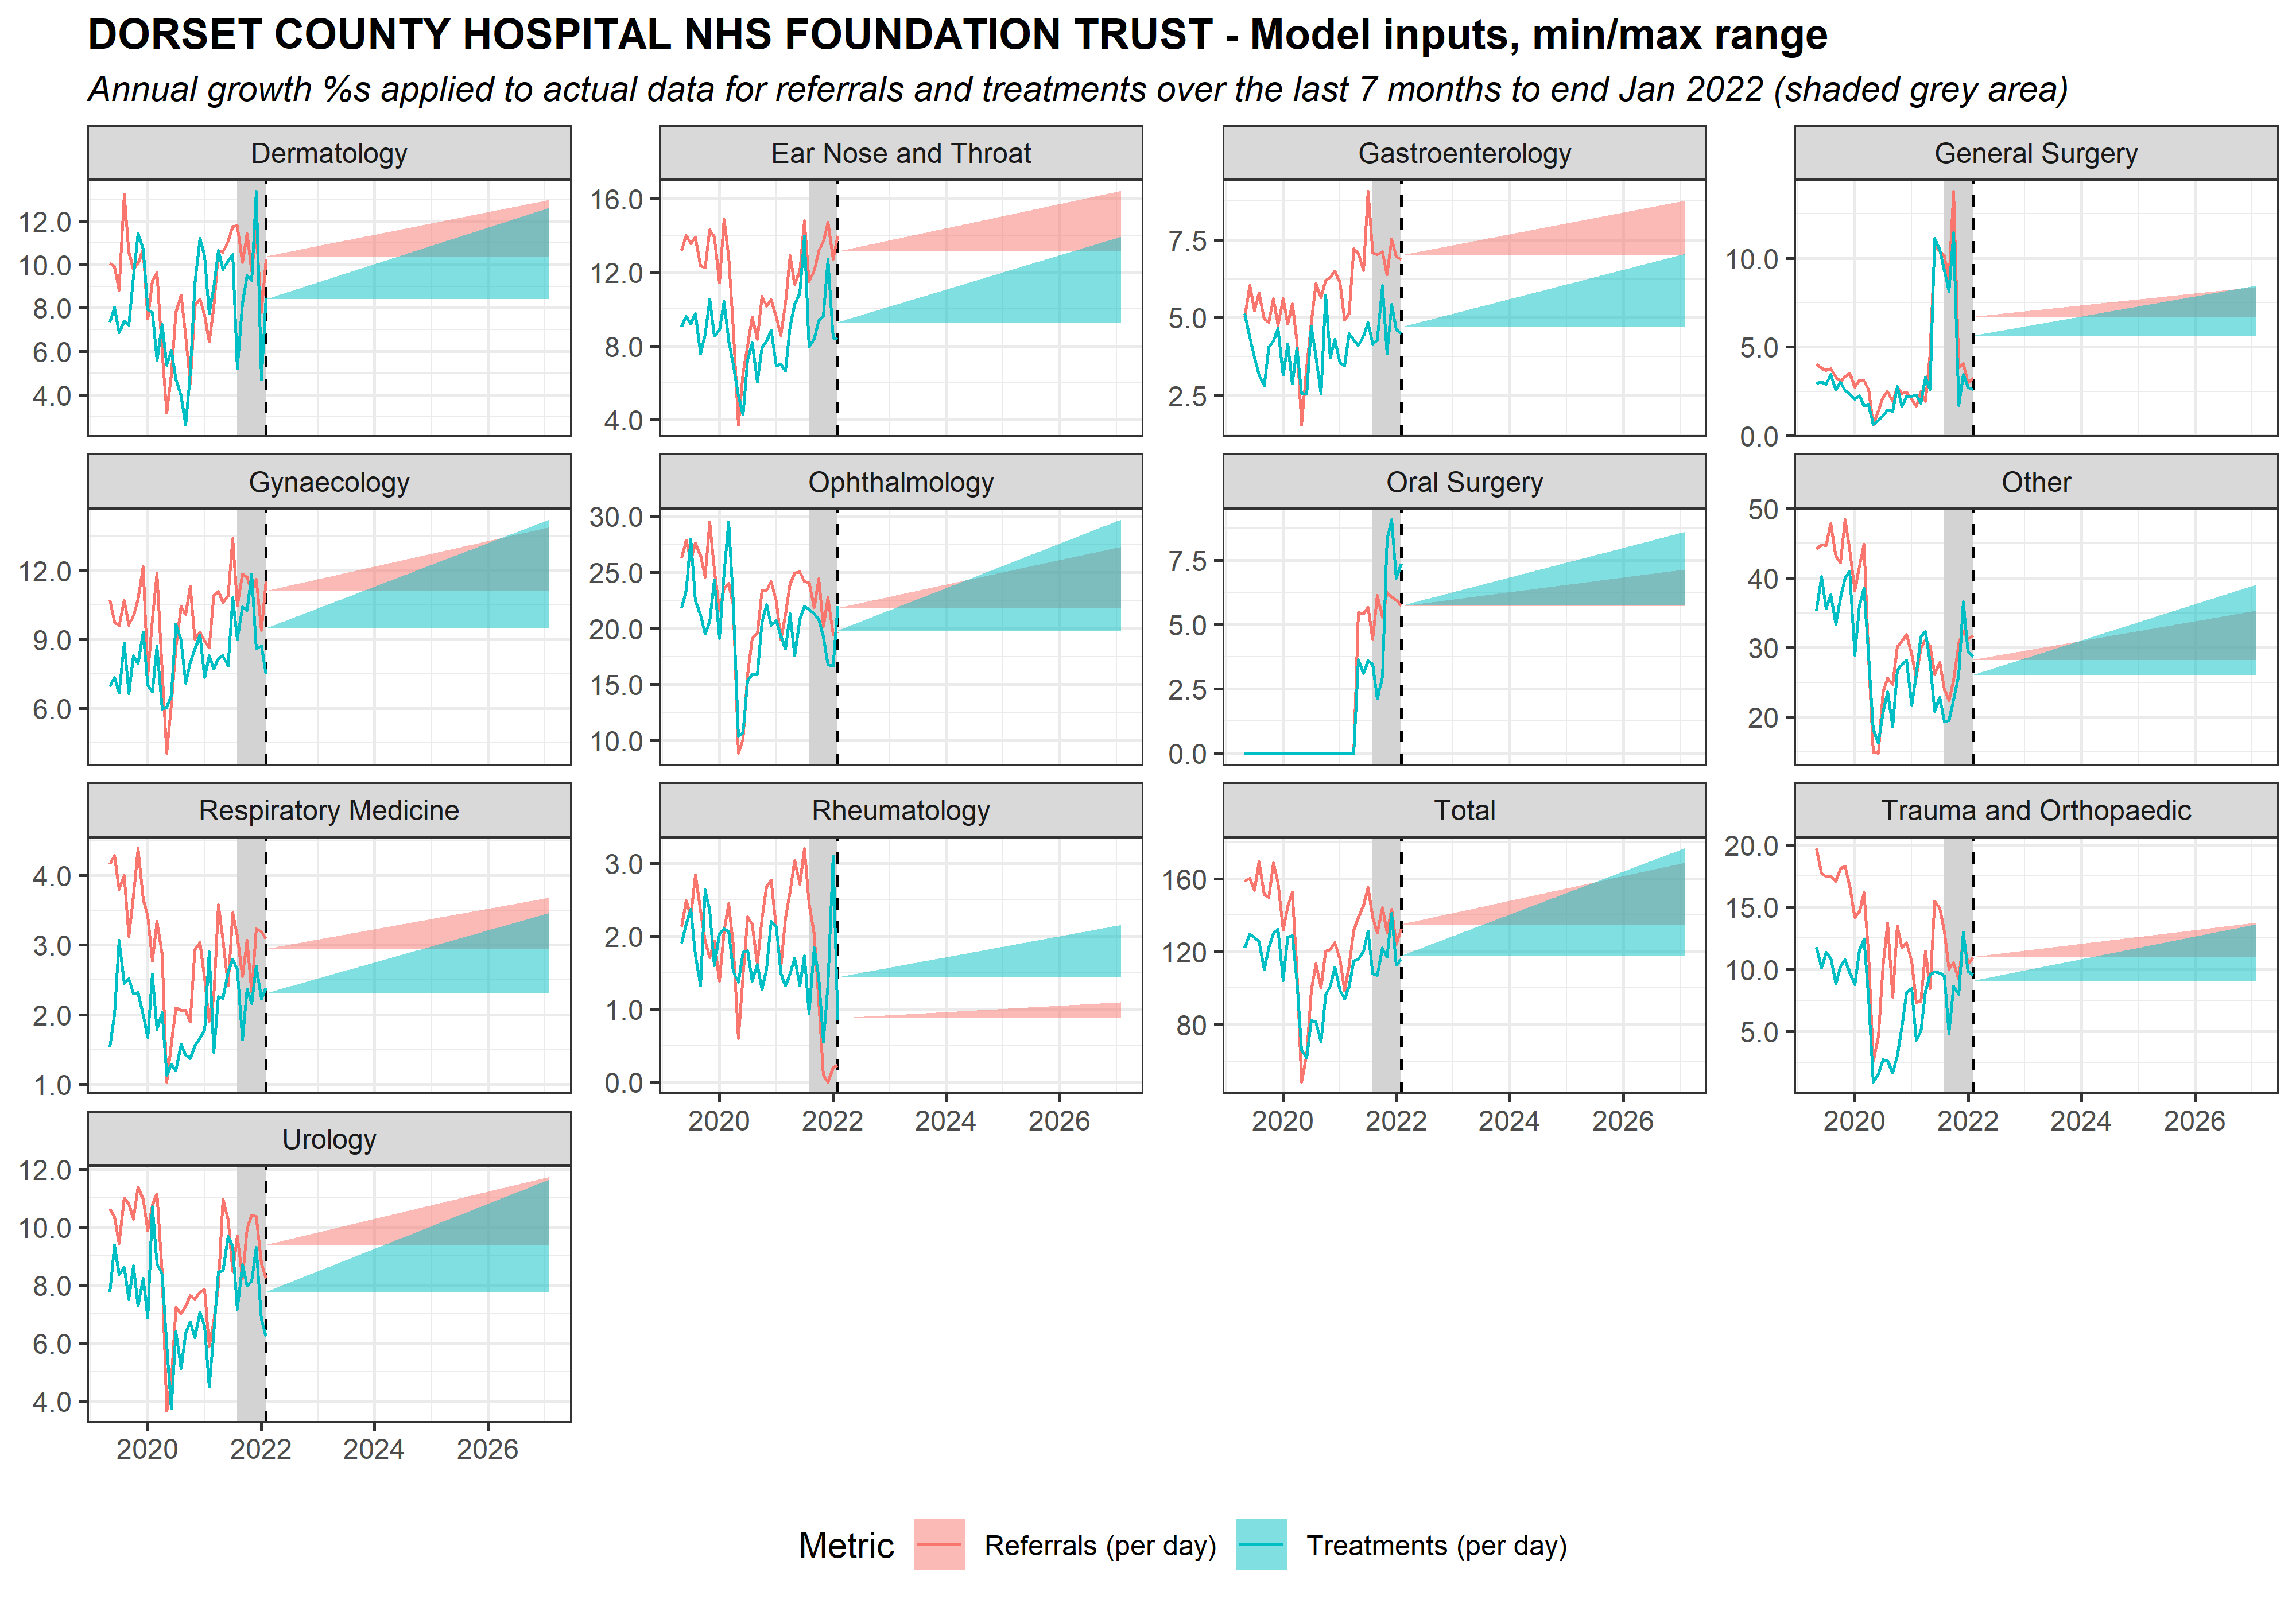 DORSET COUNTY HOSPITAL NHS FOUNDATION TRUST - Model inputs, min/max range
Annual growth %s applied to actual data for referrals and treatments over the last 7 months to end Jan 2022 (shaded grey area)
Dermatology
12.0
10.0
8.0
6.0
4.0
Ear Nose and Throat
16.0
12.0
8.0
4.0
Gastroenterology
7.5
5.0
2.5
General Surgery
10.0
5.0
0.0
Gynaecology
12.0
9.0
6.0
Ophthalmology
30.0
25.0
20.0
15.0
10.0
Oral Surgery
7.5
5.0
2.5
0.0
Other
50
40
30
20
Respiratory Medicine
4.0
3.0
2.0
1.0
Rheumatology
3.0
2.0
1.0
0.0
2020 2022 2024 2026
Total
160
120
80
2020 2022 2024 2026
Trauma and Orthopaedic
20.0
15.0
10.0
5.0
2020 2022 2024 2026
Urology
12.0
10.0
8.0
6.0
4.0
2020 2022 2024 2026
Metric Referrals (per day) Treatments (per day)